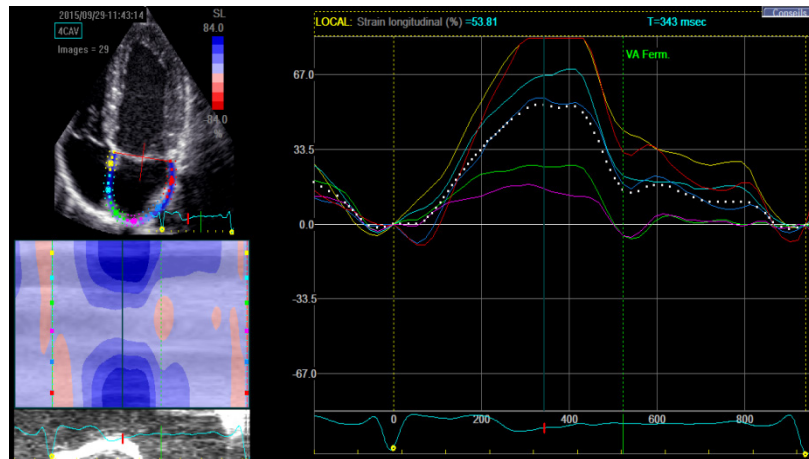 2015/09/29-11:43:14
4CAV
Images = 29
SL
84.0
-84.0
LOCAL: Strain longitudinal (%) =53.81 T=343 msec
Conseils
VA Ferm.
67.0
33.5
0.0
-33.5
-67.0
0 200 400 600 800